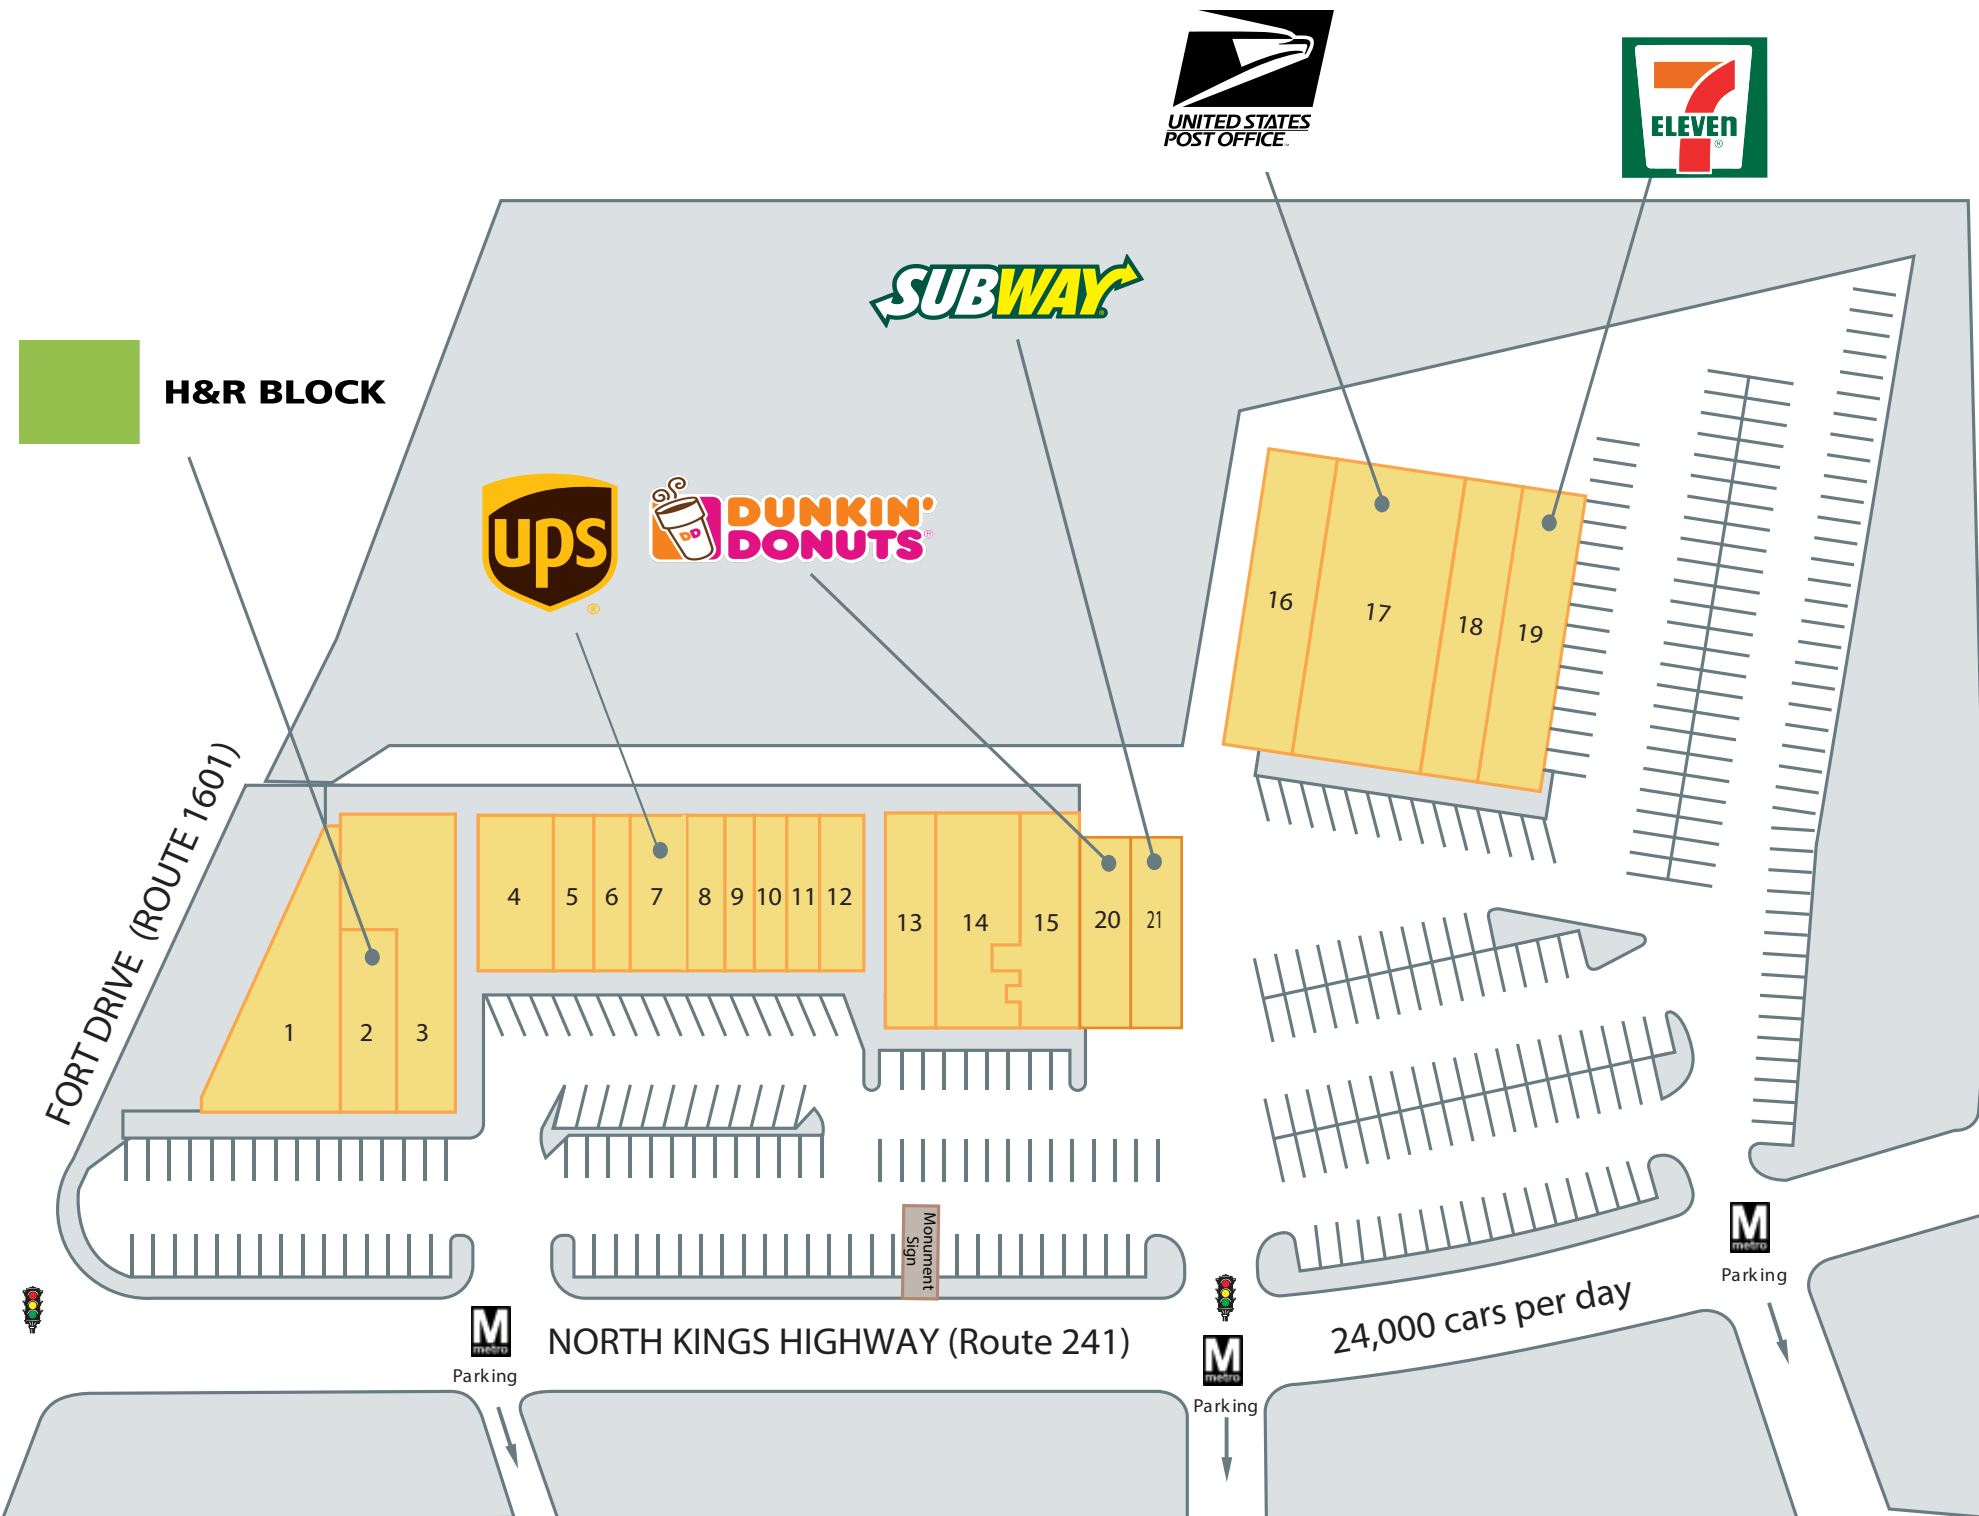 UNITED STATES
POST OFFICE™
7
ELEVEn
®
SUBWAY®
H&R BLOCK
ups
®
DD
DUNKIN'
DONUTS®
16
17
18
19
FORT DRIVE (ROUTE 1601)
1
2
3
4
5
6
7
8
9
10
11
12
13
14
15
20
21
Monument
Sign
M
metro
Parking
M
metro
Parking
M
metro
Parking
NORTH KINGS HIGHWAY (Route 241)
24,000 cars per day